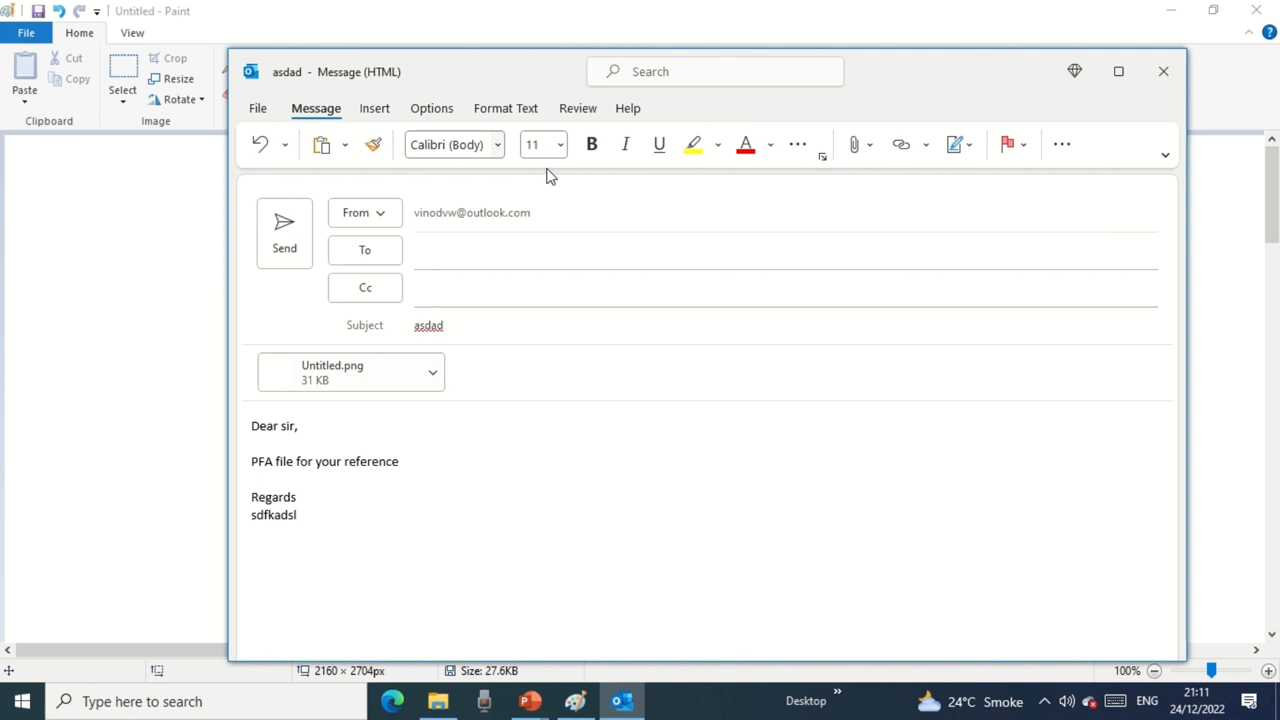 Untitled - Paint
File Home View
Paste
Cut
Copy
Clipboard
Select
Crop
Resize
Rotate
Image
asdad - Message (HTML)
Search
File Message Insert Options Format Text Review Help
Calibri (Body) 11 B I U A
Send
From vinodvw@outlook.com
To
Cc
Subject asdad
Untitled.png
31 KB
Dear sir,
PFA file for your reference
Regards
sdfkadsl
2160 × 2704px Size: 27.6KB 100%
Type here to search
Desktop
24°C Smoke
ENG
21:11
24/12/2022